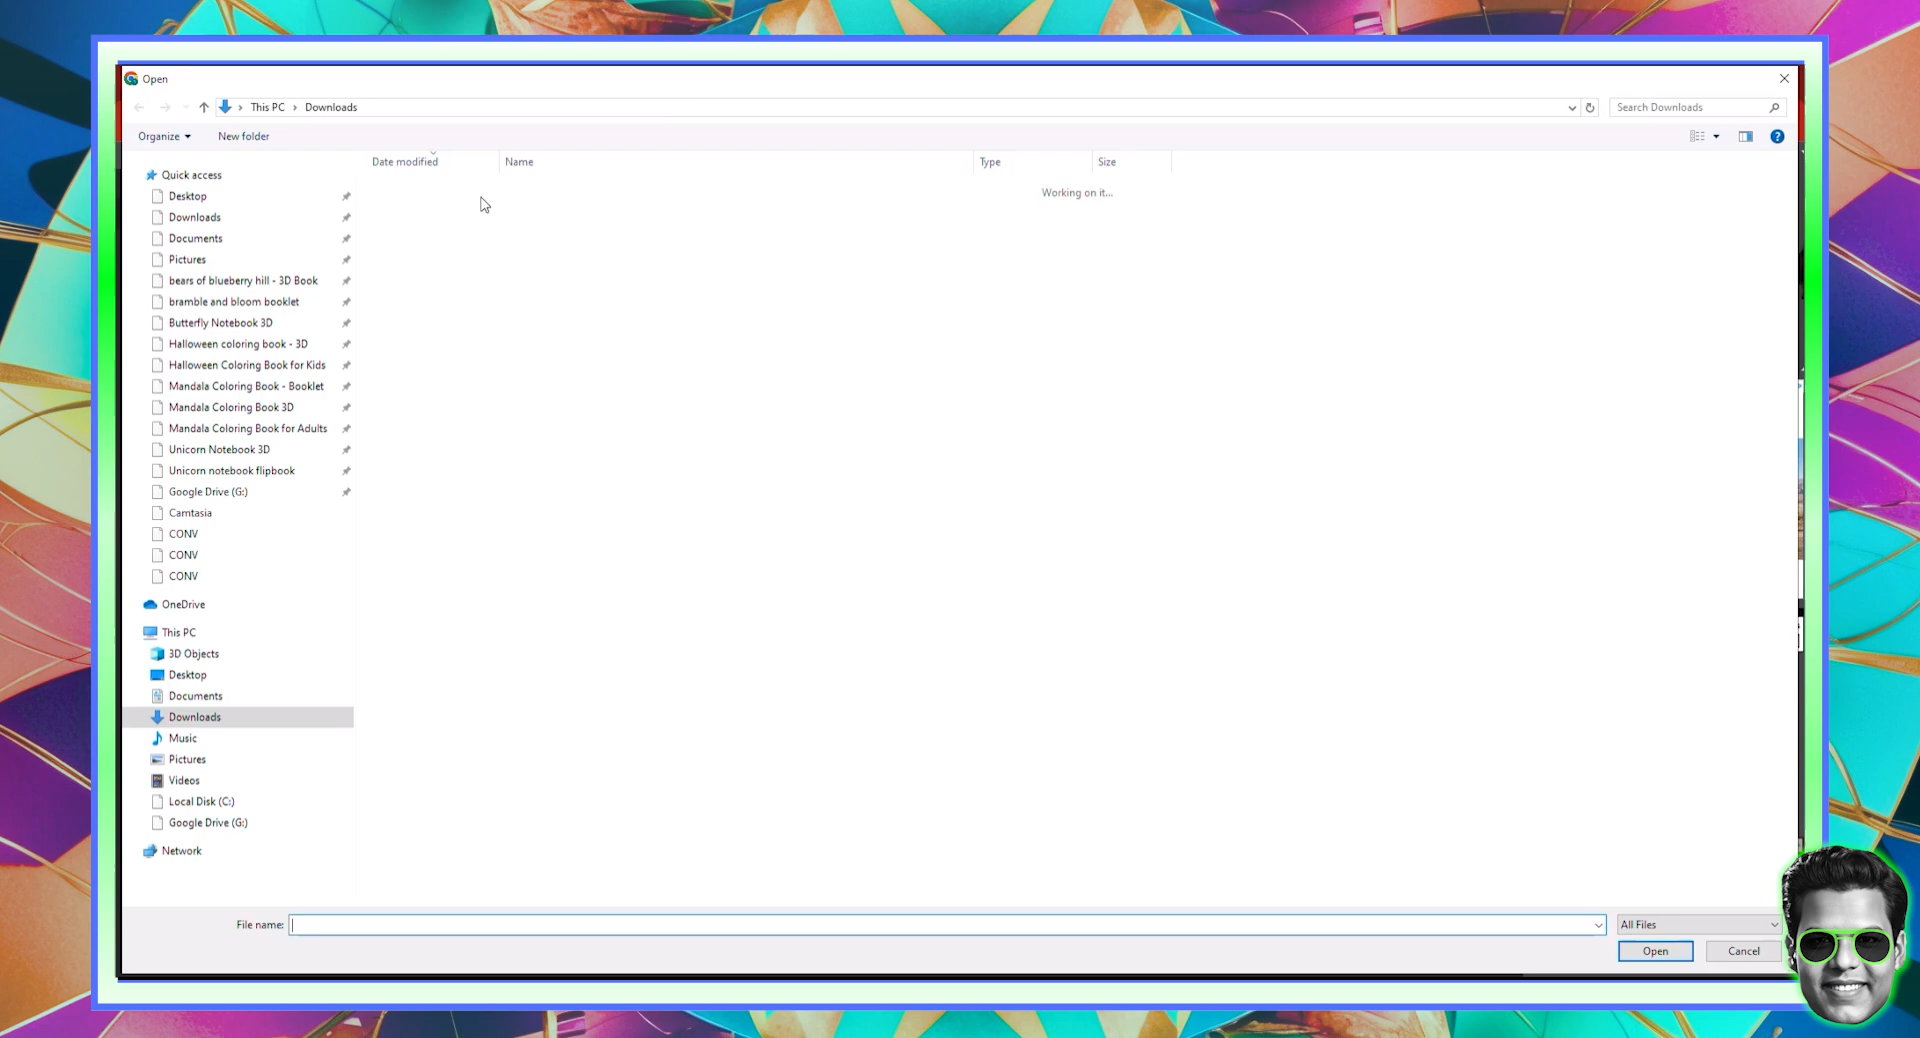 Open
This PC > Downloads
Search Downloads
Organize
New folder
Date modified
Name
Type
Size
Working on it...
Quick access
Desktop
Downloads
Documents
Pictures
bears of blueberry hill - 3D Book
bramble and bloom booklet
Butterfly Notebook 3D
Halloween coloring book - 3D
Halloween Coloring Book for Kids
Mandala Coloring Book - Booklet
Mandala Coloring Book 3D
Mandala Coloring Book for Adults
Unicorn Notebook 3D
Unicorn notebook flipbook
Google Drive (G:)
Camtasia
CONV
CONV
CONV
OneDrive
This PC
3D Objects
Desktop
Documents
Downloads
Music
Pictures
Videos
Local Disk (C:)
Google Drive (G:)
Network
File name:
All Files
Open
Cancel